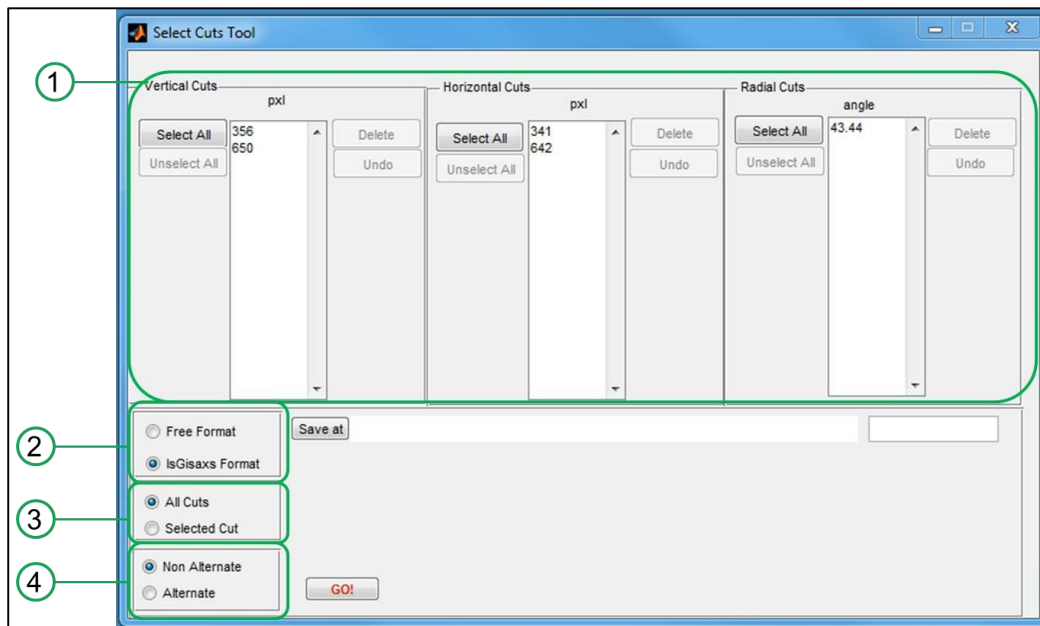 Select Cuts Tool
1
Vertical Cuts
pxl
Select All
Unselect All
356
650
Delete
Undo
Horizontal Cuts
pxl
Select All
Unselect All
341
642
Delete
Undo
Radial Cuts
angle
Select All
Unselect All
43.44
Delete
Undo
2
Free Format
IsGisaxs Format
Save at
3
All Cuts
Selected Cut
4
Non Alternate
Alternate
GO!